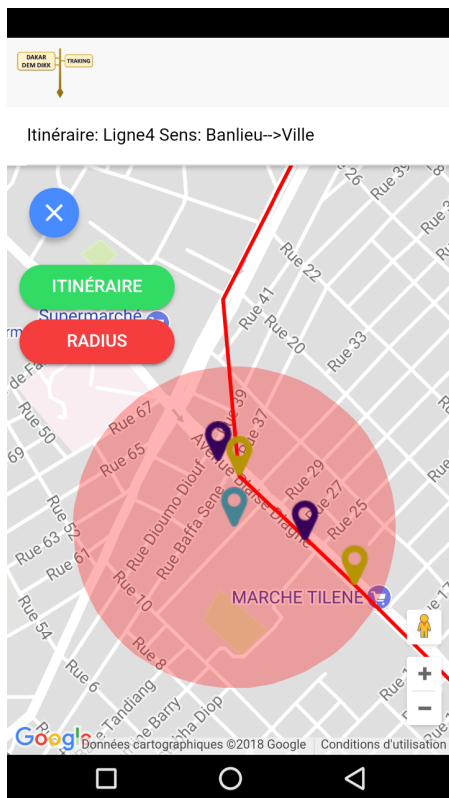 DAKAR
DEM DIKK
TRAKING
Itinéraire: Ligne4 Sens: Banlieu-->Ville
Rue 26
Rue 39
Rue 22
ITINÉRAIRE
Supermarché
Rue 41
RADIUS
Rue 20
Rue 33
Rue 50
Rue 67
Rue 37
69
Rue 65
Avenue Blaise Diagne
Rue Dioumo Diouf
Rue Baffa Sene
Rue 29
Rue 27
Rue 25
Rue 52
Rue 63
Rue 61
Rue 10
MARCHE TILENE
Rue 54
Rue 8
Rue 6
Google
Données cartographiques ©2018 Google
Conditions d'utilisation